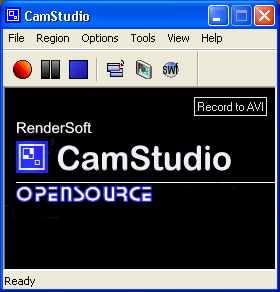 CamStudio
File Region Options Tools View Help
SWF
Record to AVI
RenderSoft
CamStudio
OPENSOURCE
Ready